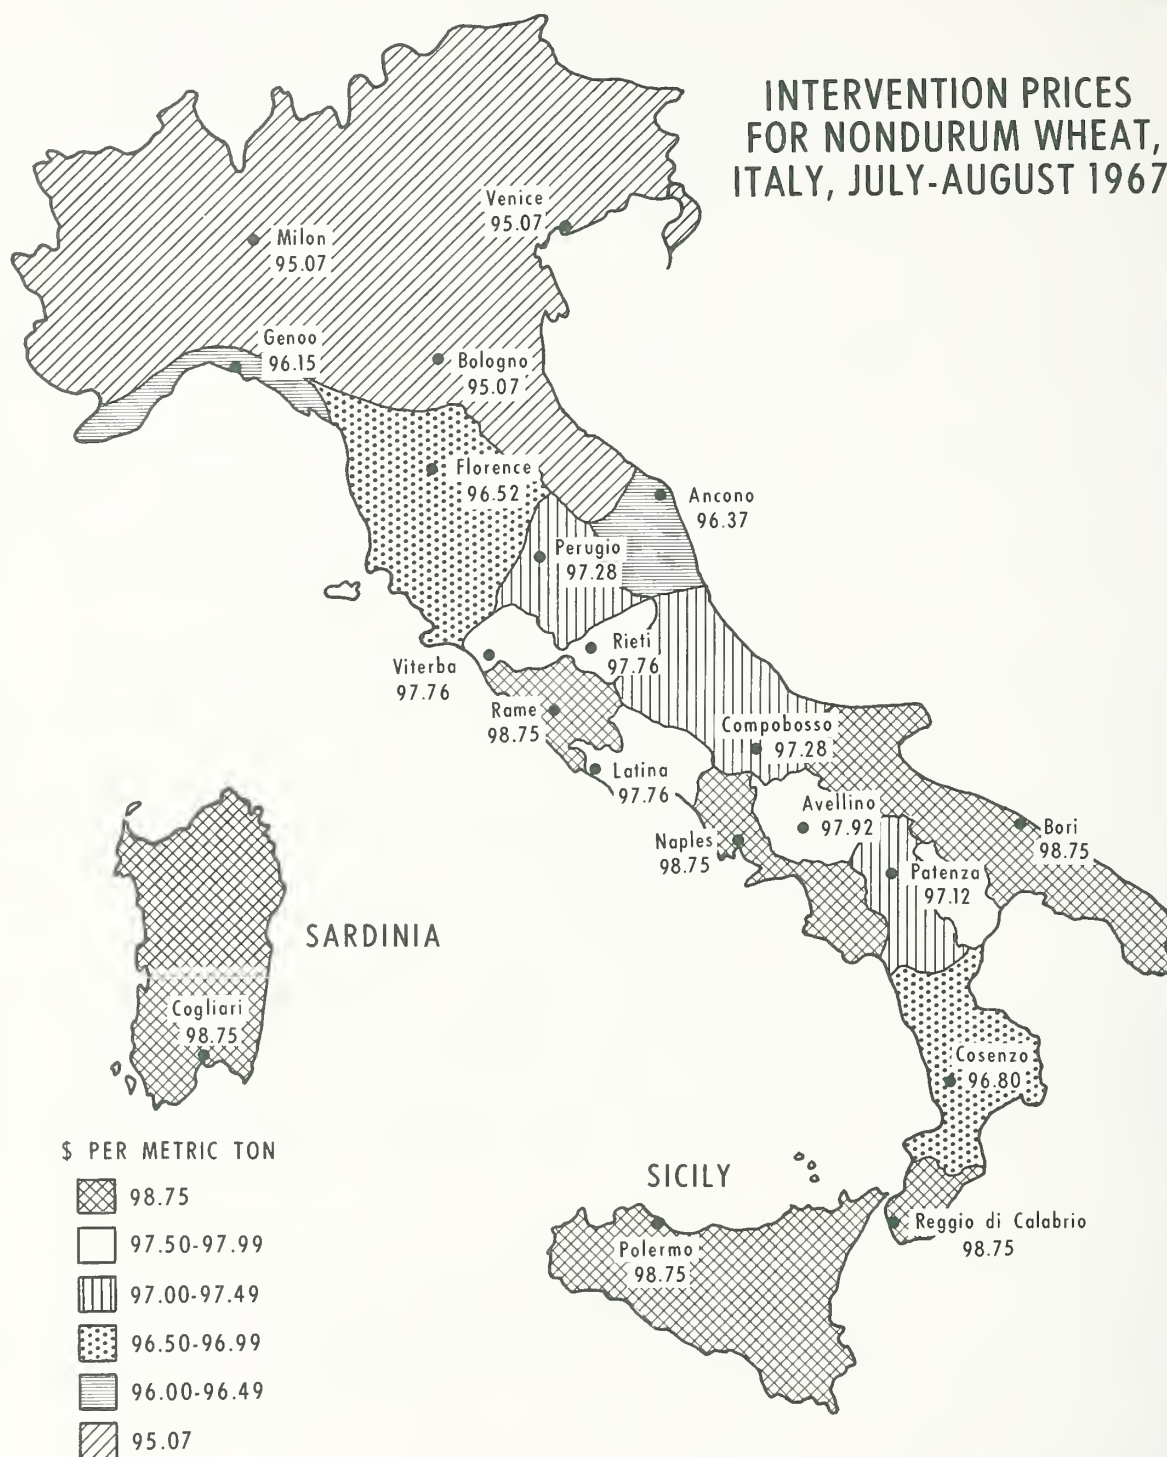 INTERVENTION PRICES
FOR NONDURUM WHEAT,
ITALY, JULY-AUGUST 1967
Venice
95.07
Milon
95.07
Genoo
96.15
Bologno
95.07
Florence
96.52
Ancono
96.37
Perugio
97.28
Rieti
97.76
Viterba
97.76
Rame
98.75
Compobosso
97.28
Latina
97.76
Avellino
97.92
Naples
98.75
Bori
98.75
Patenza
97.12
SARDINIA
Cogliari
98.75
Cosenzo
96.80
$ PER METRIC TON
98.75
97.50-97.99
97.00-97.49
96.50-96.99
96.00-96.49
95.07
SICILY
Polermo
98.75
Reggio di Calabrio
98.75